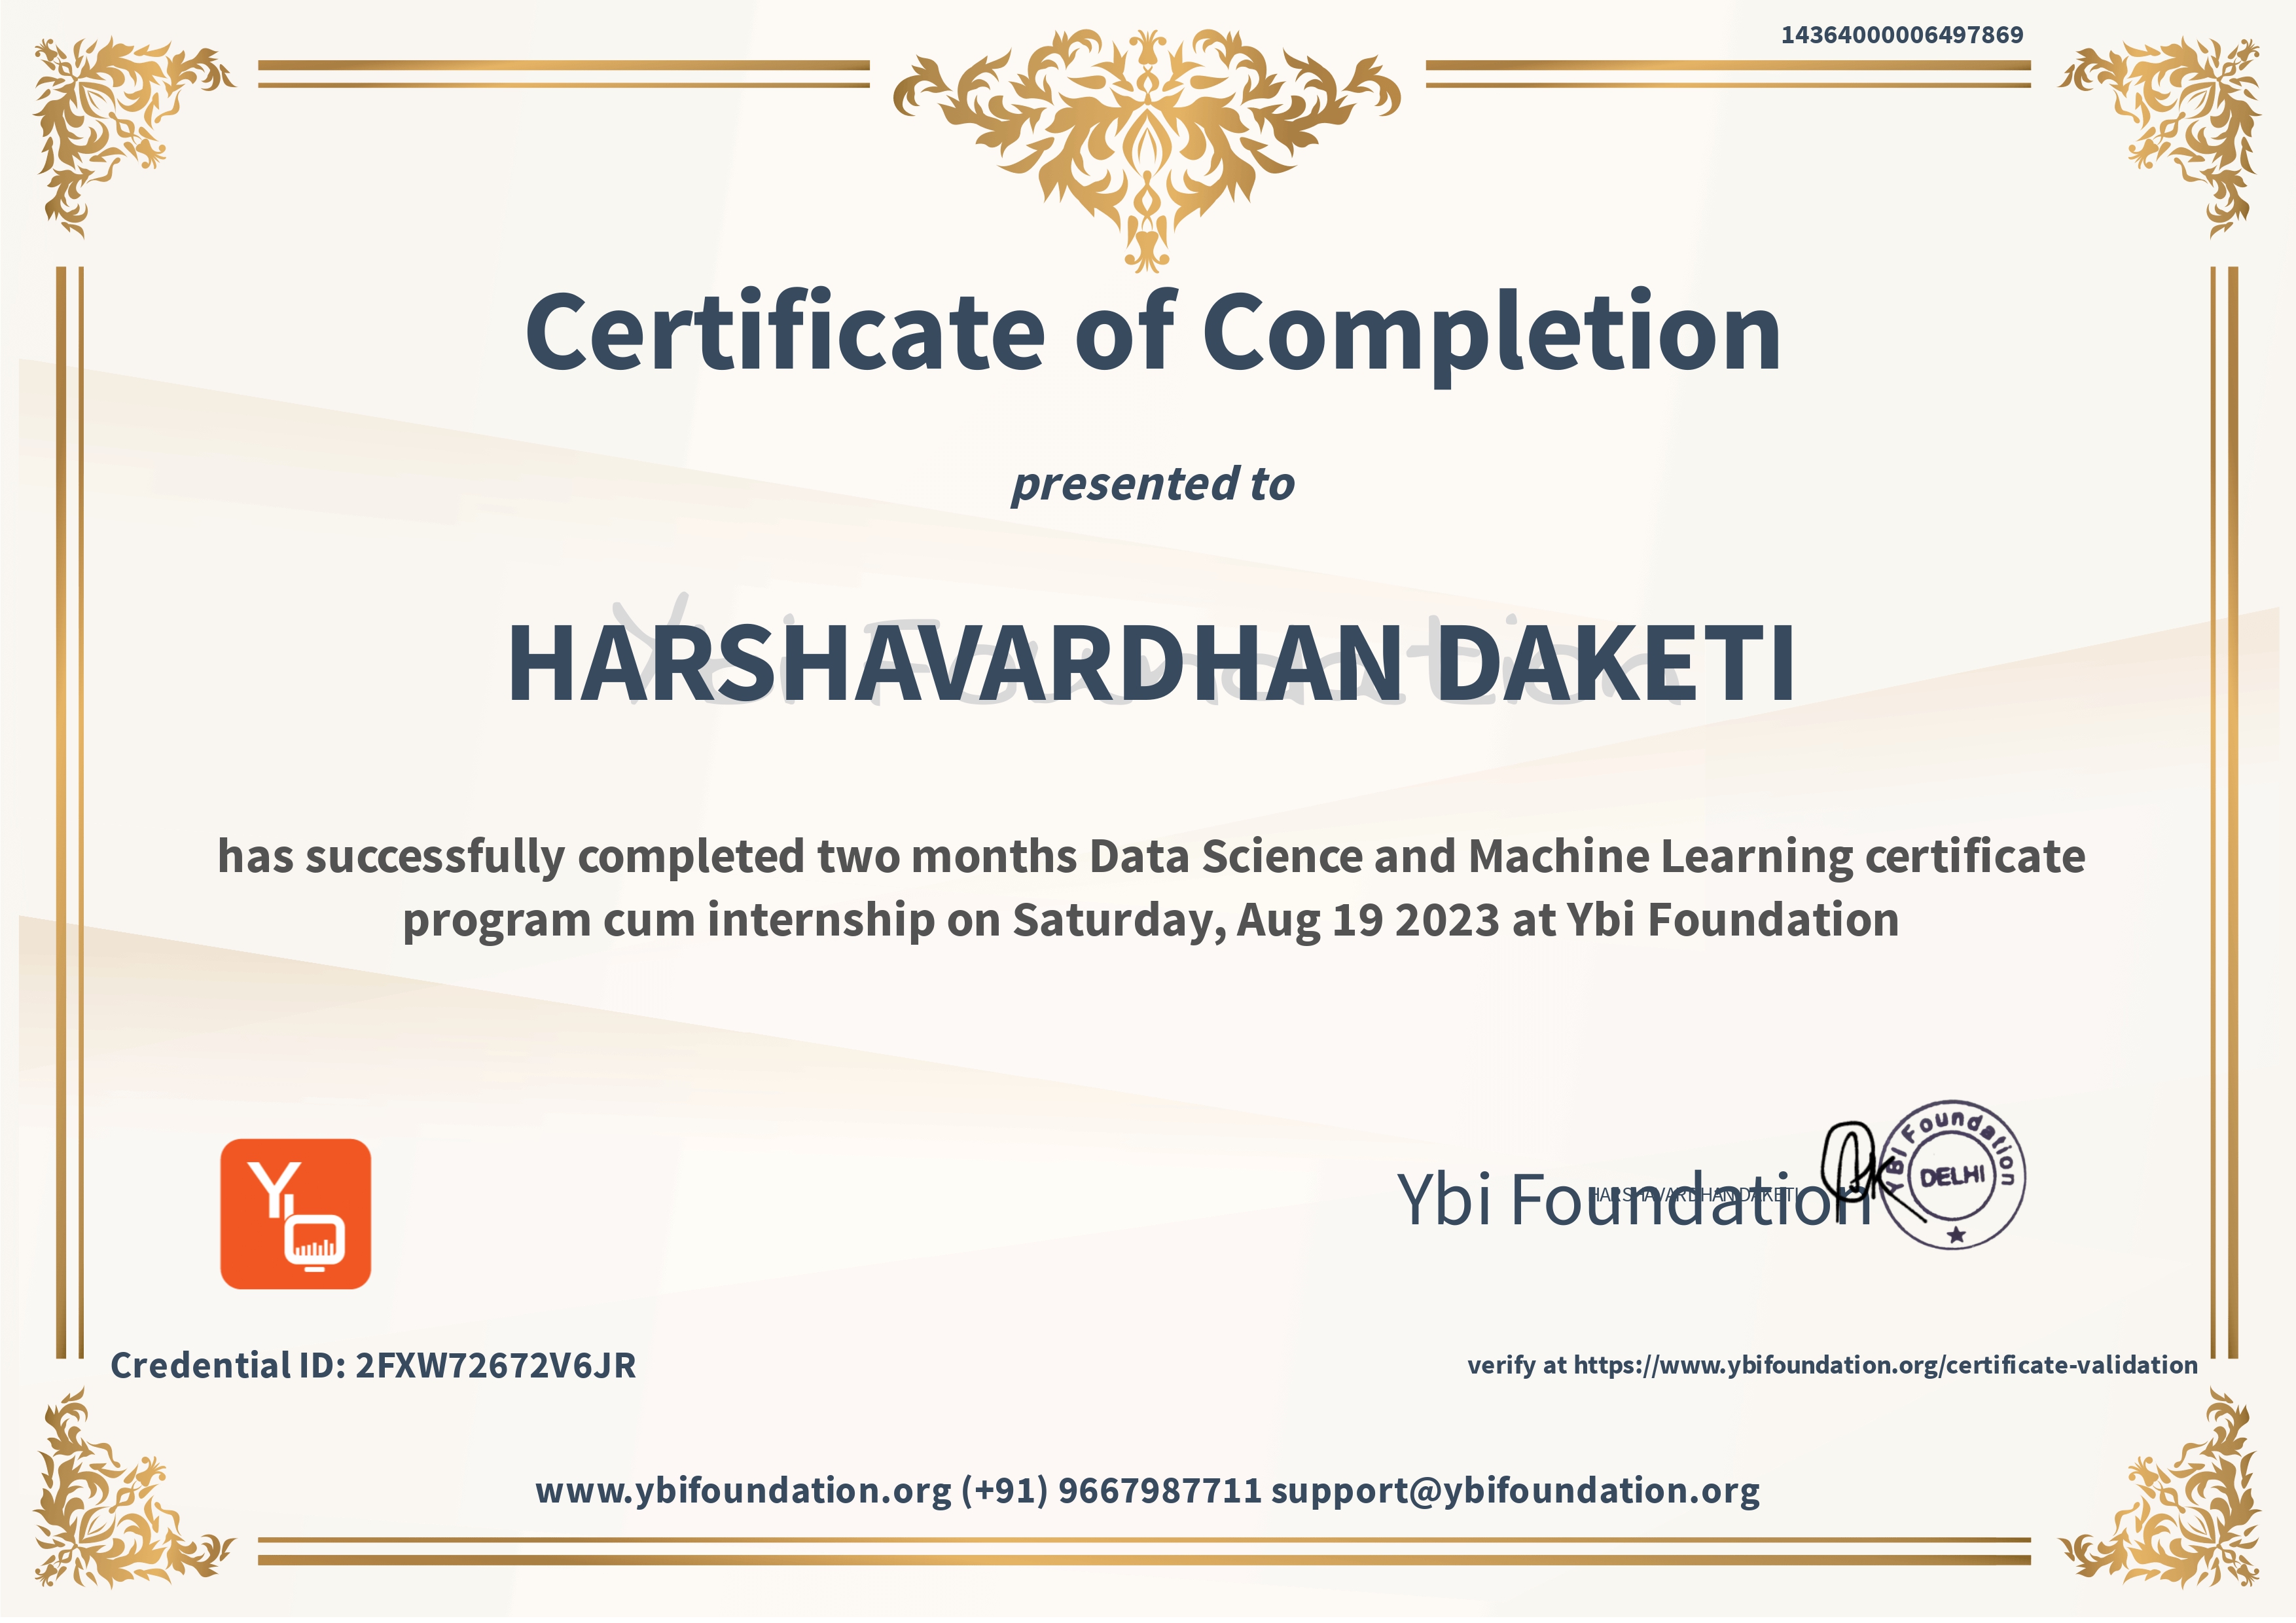 14364000006497869
Certificate of Completion
presented to
Ybi Foundation
HARSHAVARDHAN DAKETI
has successfully completed two months Data Science and Machine Learning certificate
program cum internship on Saturday, Aug 19 2023 at Ybi Foundation
Ybi Foundation
HARSHAVARDHAN DAKETI
YBI Foundation
DELHI
Credential ID: 2FXW72672V6JR
verify at https://www.ybifoundation.org/certificate-validation
www.ybifoundation.org (+91) 9667987711 support@ybifoundation.org